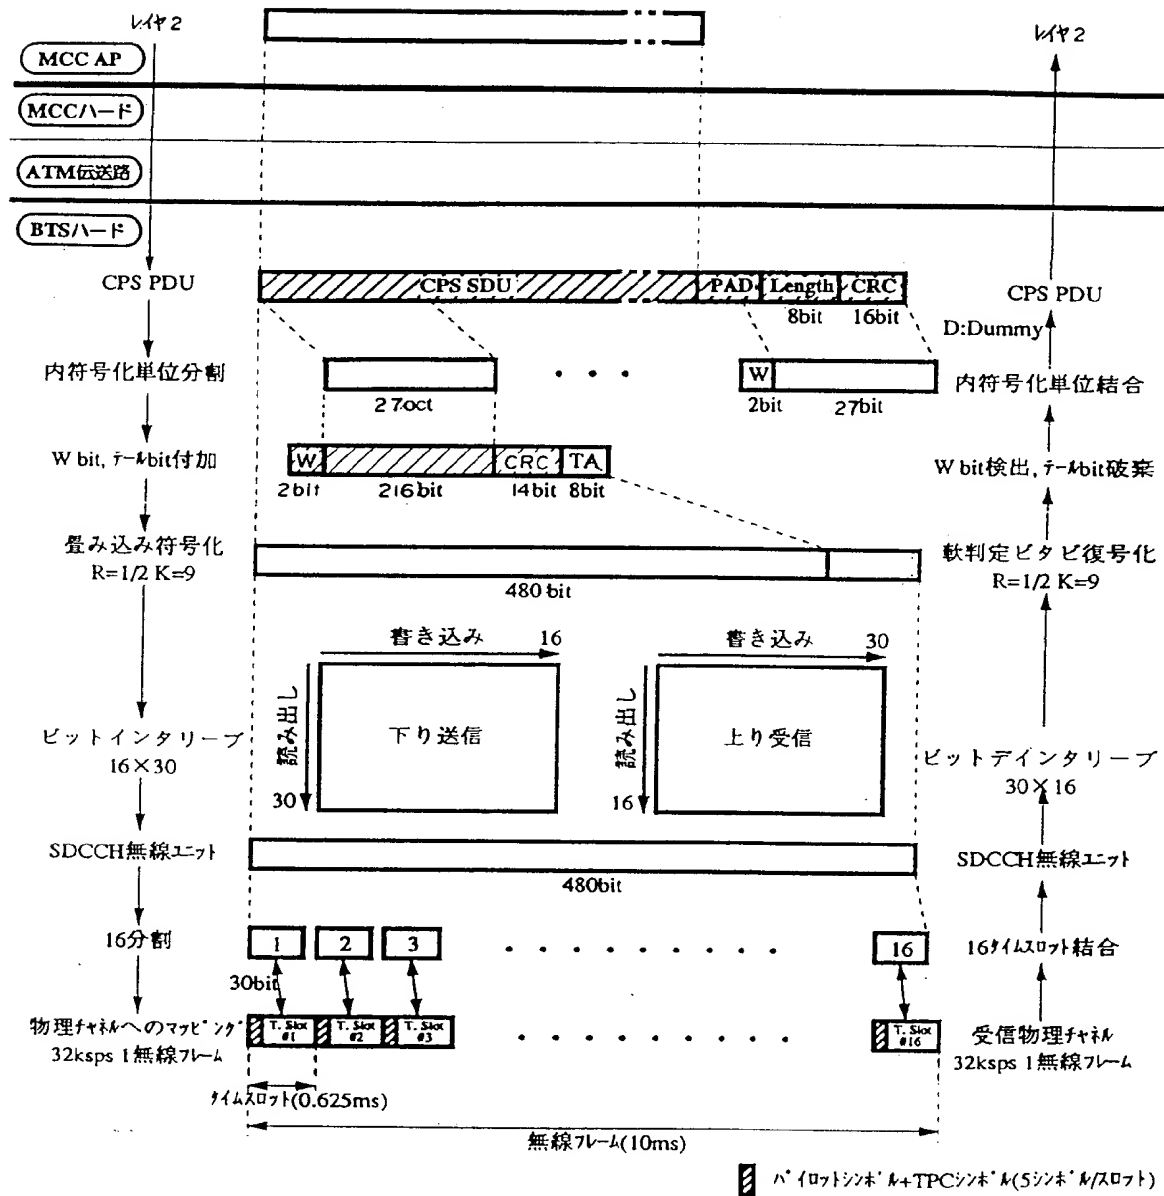 レイヤ2
レイヤ2
MCC AP
MCCハード
ATM伝送路
BTSハード
CPS PDU
CPS SDU
PAD
Length
CRC
8bit
16bit
CPS PDU
D:Dummy
内符号化単位分割
27oct
W
2bit
27bit
内符号化単位結合
W bit, テールbit付加
W
CRC
TA
2bit
216bit
14bit
8bit
W bit検出, テールbit破棄
畳み込み符号化
R=1/2 K=9
480 bit
軟判定ビタビ復号化
R=1/2 K=9
書き込み
16
読み出し
30
下り送信
書き込み
30
読み出し
16
上り受信
ビットインタリーブ
16×30
ビットデインタリーブ
30×16
SDCCH無線ユニット
480bit
SDCCH無線ユニット
16分割
1
2
3
16
16タイムスロット結合
30bit
物理チャネルへのマッピング
32ksps 1無線フレーム
T. Slot #1
T. Slot #2
T. Slot #3
T. Slot #16
受信物理チャネル
32ksps 1無線フレーム
タイムスロット(0.625ms)
無線フレーム(10ms)
パイロットシンボル+TPCシンボル(5シンボル/スロット)